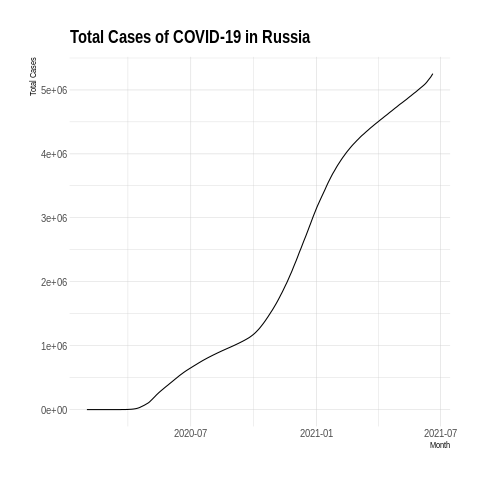 Total Cases of COVID-19 in Russia
Total Cases
5e+06
4e+06
3e+06
2e+06
1e+06
0e+00
2020-07
2021-01
2021-07
Month